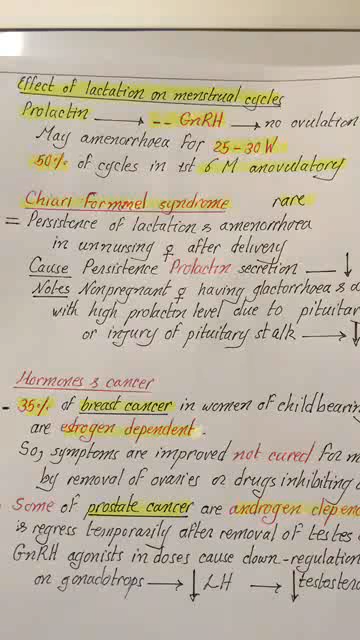 Effect of lactation on menstrual cycles
Prolactin → -- GnRH → no ovulation
May amenorrhoea for 25-30 W
50% of cycles in 1st 6 M anovulatory
Chiari Formmel syndrome rare
= Persistence of lactation & amenorrhoea
in unnursing ♀ after delivery
Cause Persistence Prolactin secretion → ↓
Notes Nonpregnant ♀ having glactorrhoea &
with high prolactin level due to pituitar
or injury of pituitary stalk → ↓
Hormones & cancer
- 35% of breast cancer in women of childbearin
are estrogen dependent.
So, symptoms are improved not cured for
by removal of ovaries or drugs inhibiting
Some of prostate cancer are androgen depen
is regress temporarily after removal of testes
GnRH agonists in doses cause down-regulation
on gonadotrops → ↓ LH → ↓ testoste